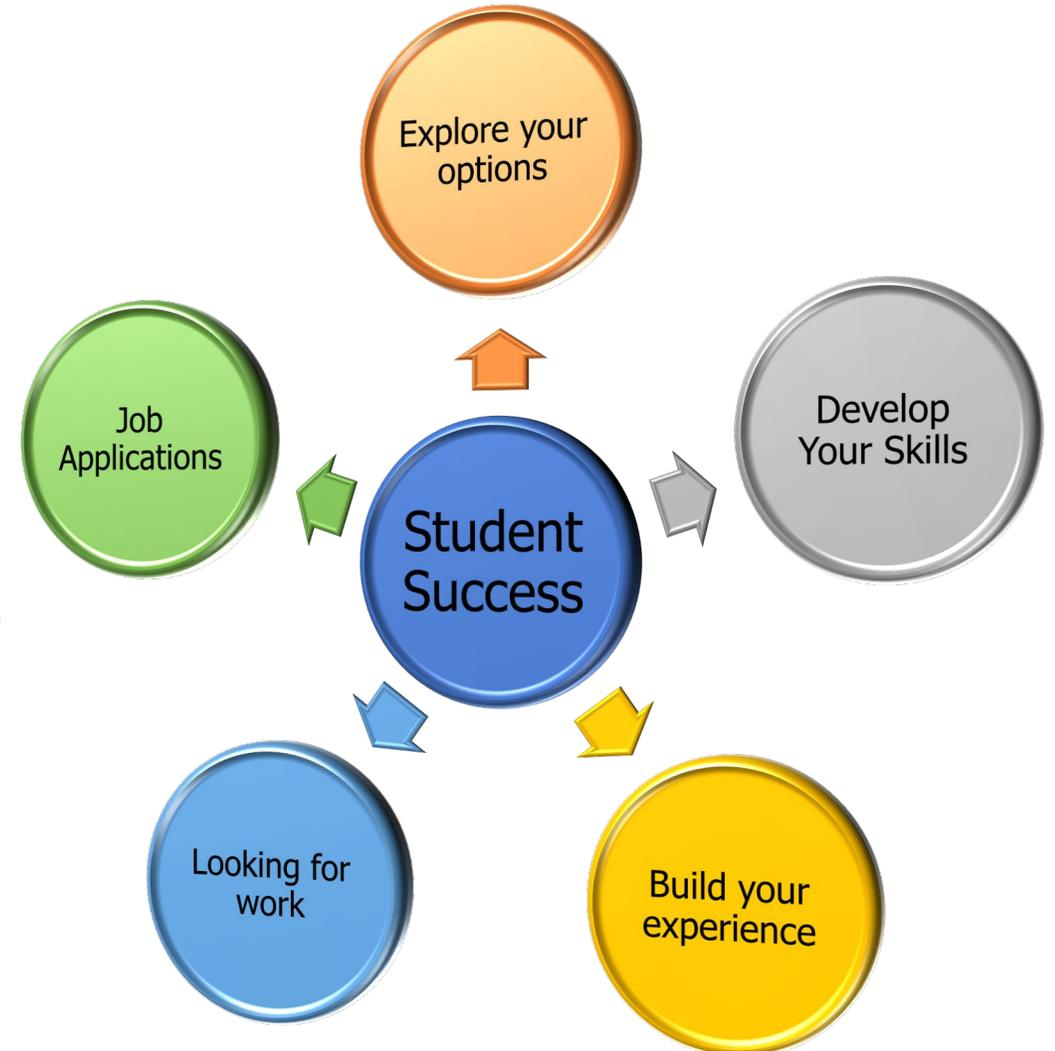 Explore your
options
Develop
Your Skills
Build your
experience
Looking for
work
Job
Applications
Student
Success